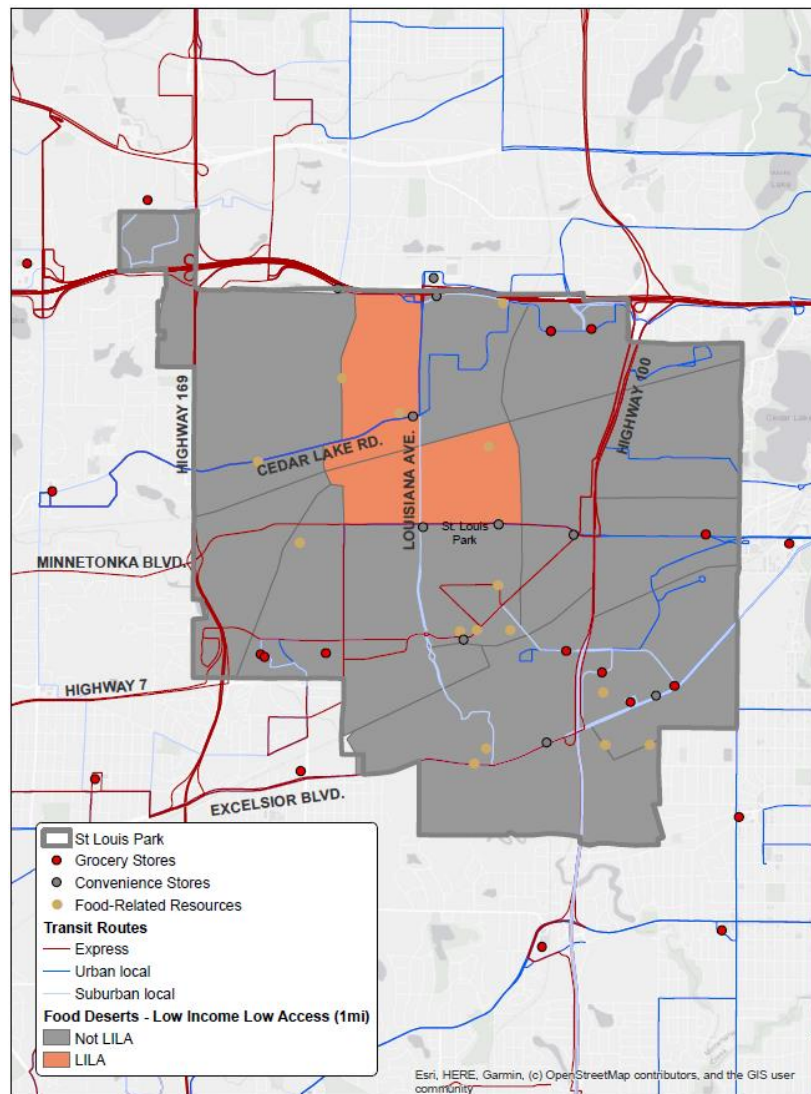 HIGHWAY 169
HIGHWAY 100
Cedar Lake
CEDAR LAKE RD.
LOUISIANA AVE.
St. Louis
Park
MINNETONKA BLVD.
HIGHWAY 7
EXCELSIOR BLVD.
St Louis Park
Grocery Stores
Convenience Stores
Food-Related Resources
Transit Routes
Express
Urban local
Suburban local
Food Deserts - Low Income Low Access (1mi)
Not LILA
LILA
Esri, HERE, Garmin, (c) OpenStreetMap contributors, and the GIS user
community